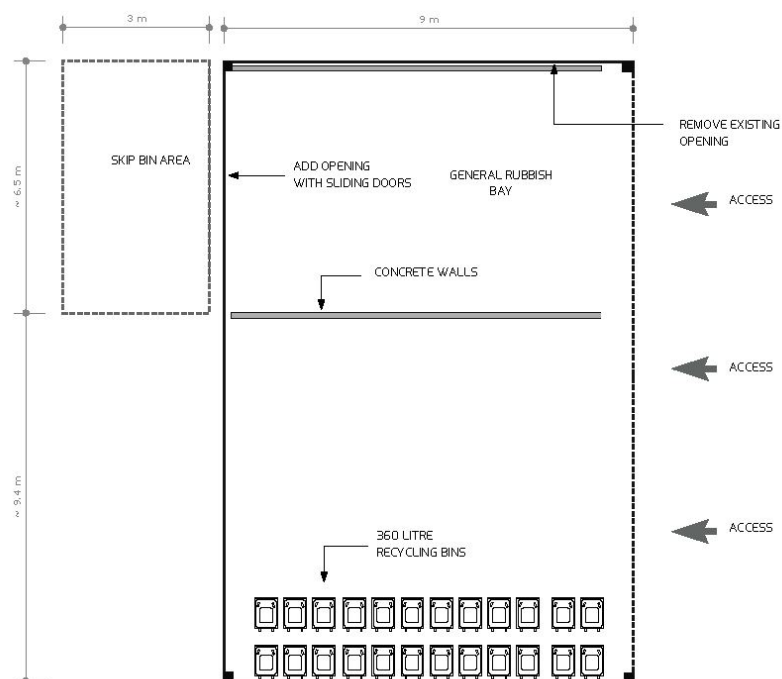 3 m
9 m
~ 6.5 m
SKIP BIN AREA
ADD OPENING
WITH SLIDING DOORS
GENERAL RUBBISH
BAY
REMOVE EXISTING
OPENING
ACCESS
CONCRETE WALLS
ACCESS
~ 9.4 m
360 LITRE
RECYCLING BINS
ACCESS